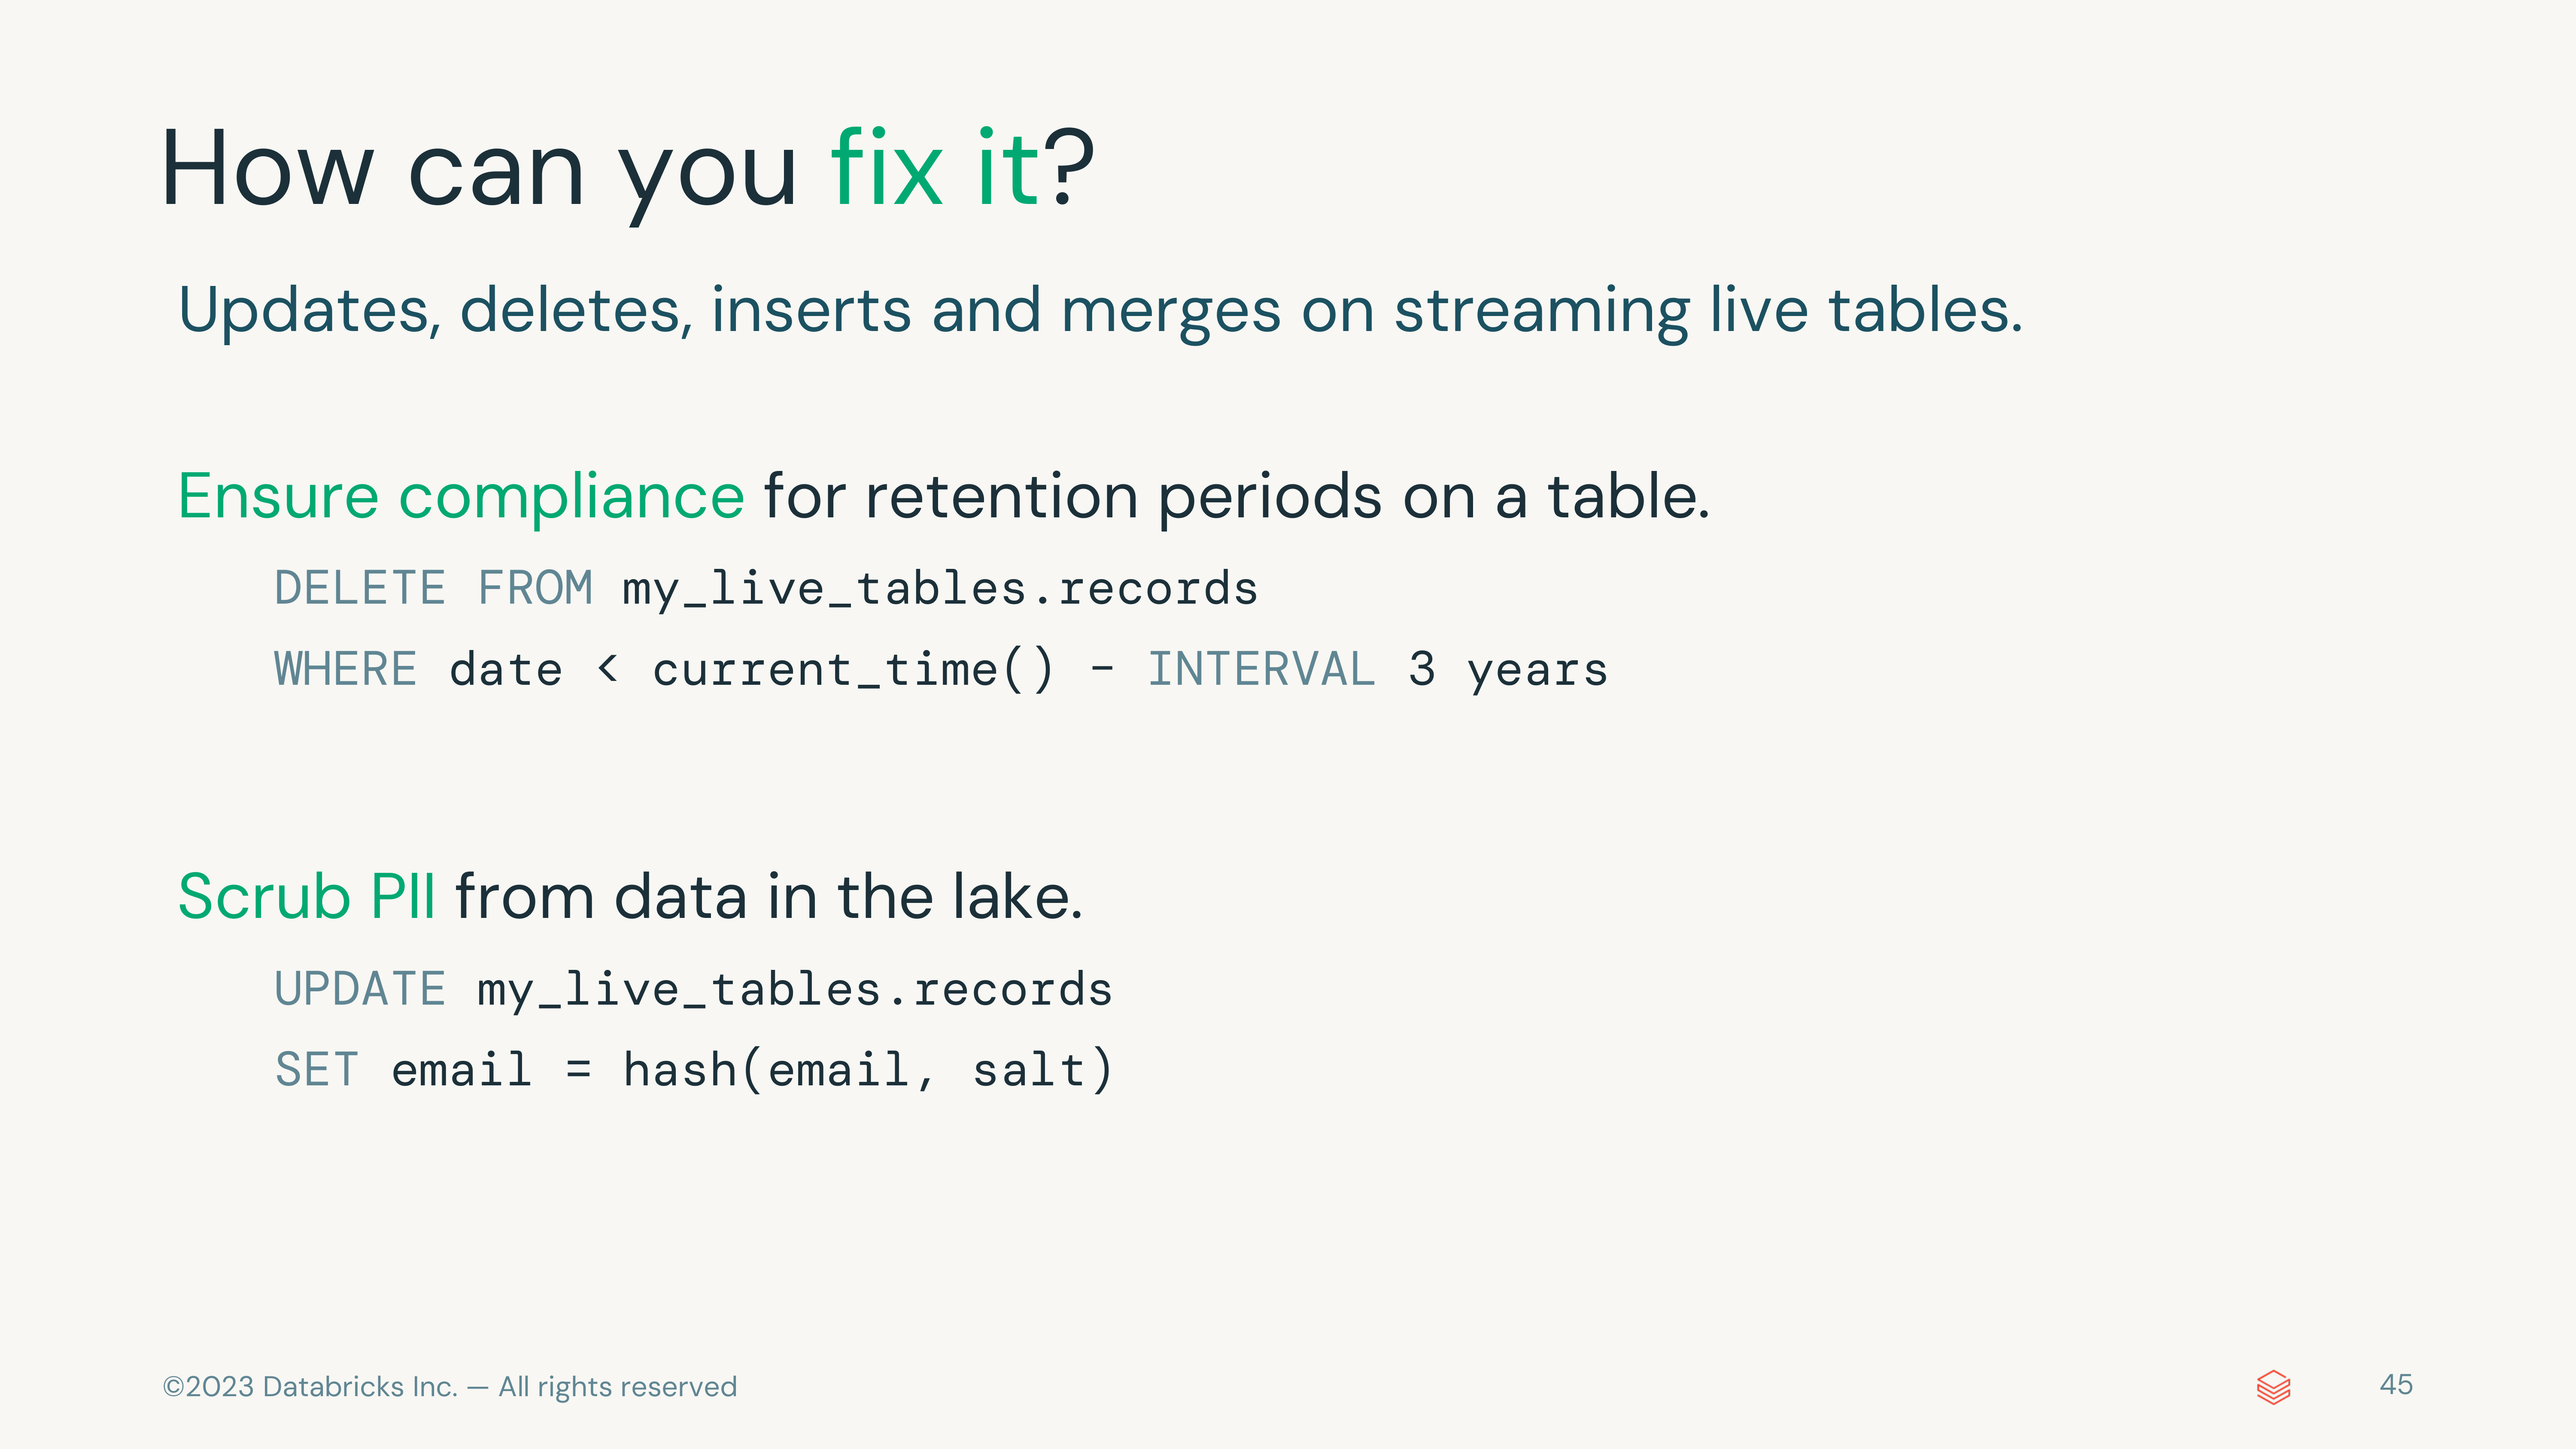 How can you fix it?
Updates, deletes, inserts and merges on streaming live tables.
Ensure compliance for retention periods on a table.
DELETE FROM my_live_tables.records
WHERE date < current_time() - INTERVAL 3 years
Scrub PII from data in the lake.
UPDATE my_live_tables.records
SET email = hash(email, salt)
©2023 Databricks Inc. — All rights reserved
45